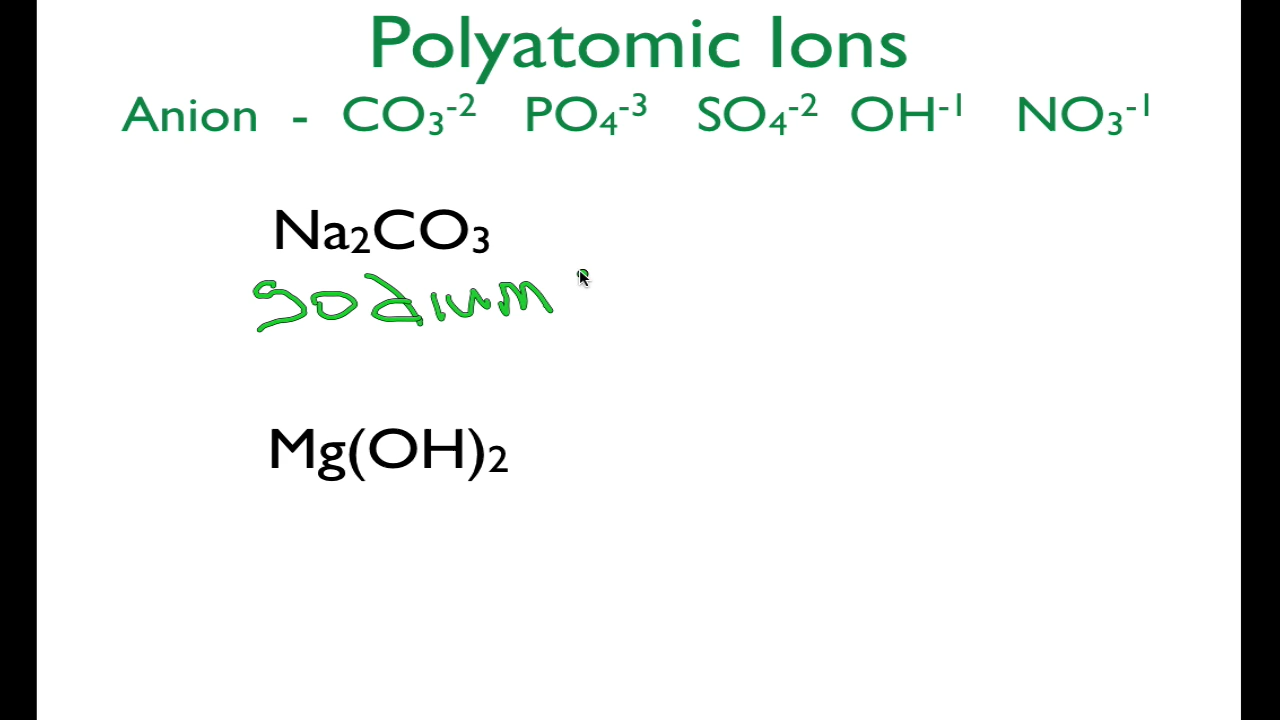 Polyatomic Ions
Anion - CO₃⁻² PO₄⁻³ SO₄⁻² OH⁻¹ NO₃⁻¹
Na₂CO₃
sodium
Mg(OH)₂